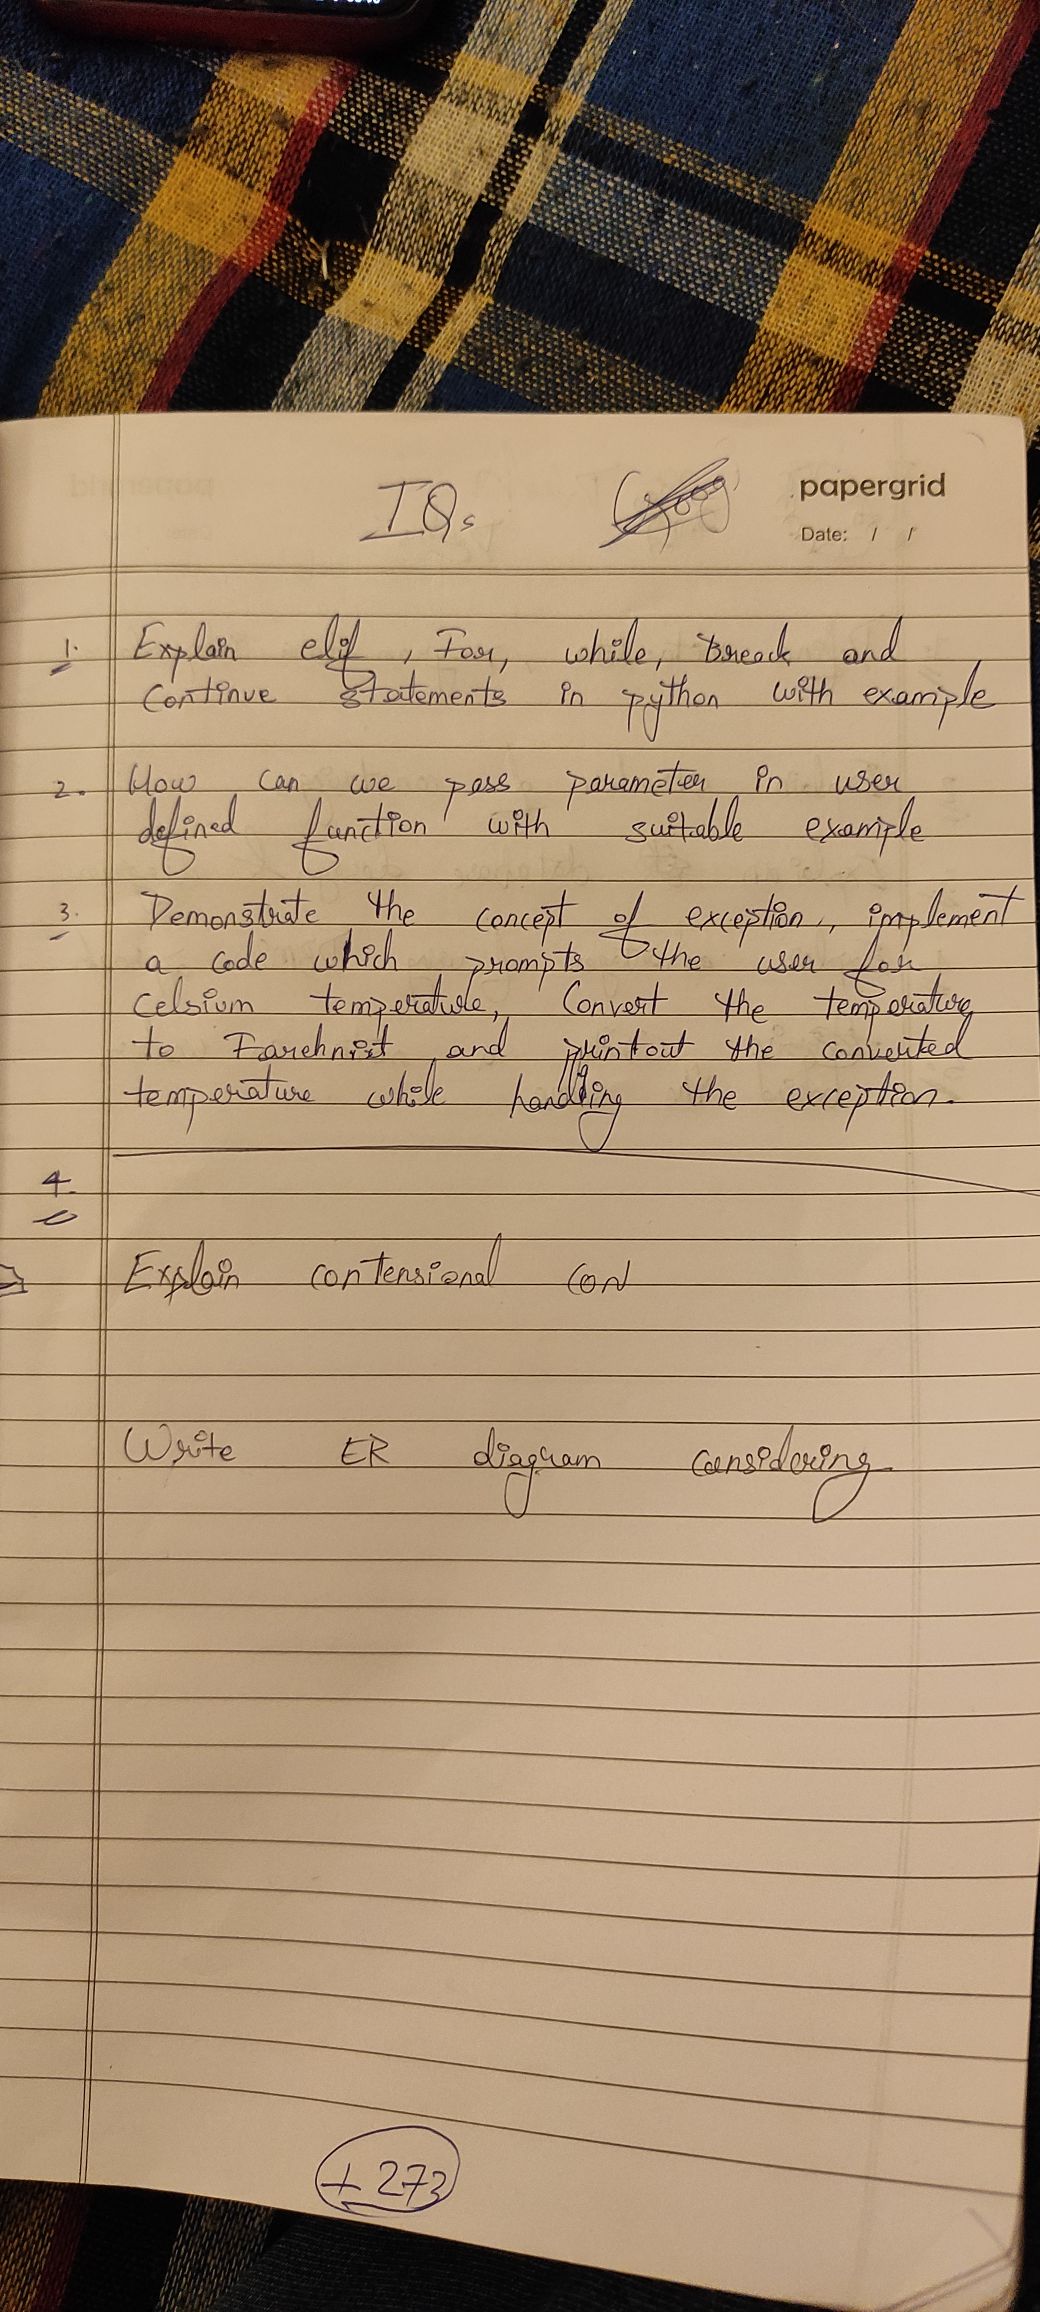 IQs
papergrid
Date: / /
1. Explain elif, For, while, Breack and
continue statements in python with example
2. How can we pass parameter in user
defined function with suitable example
3. Demonstrate the concept of exception, implement
a code which prompts the user for
Celsium temperature, Convert the temperature
to Farehnist and printout the converted
temperature while handling the exception.
4.
Explain contensional con
Write ER diagram considering
+273